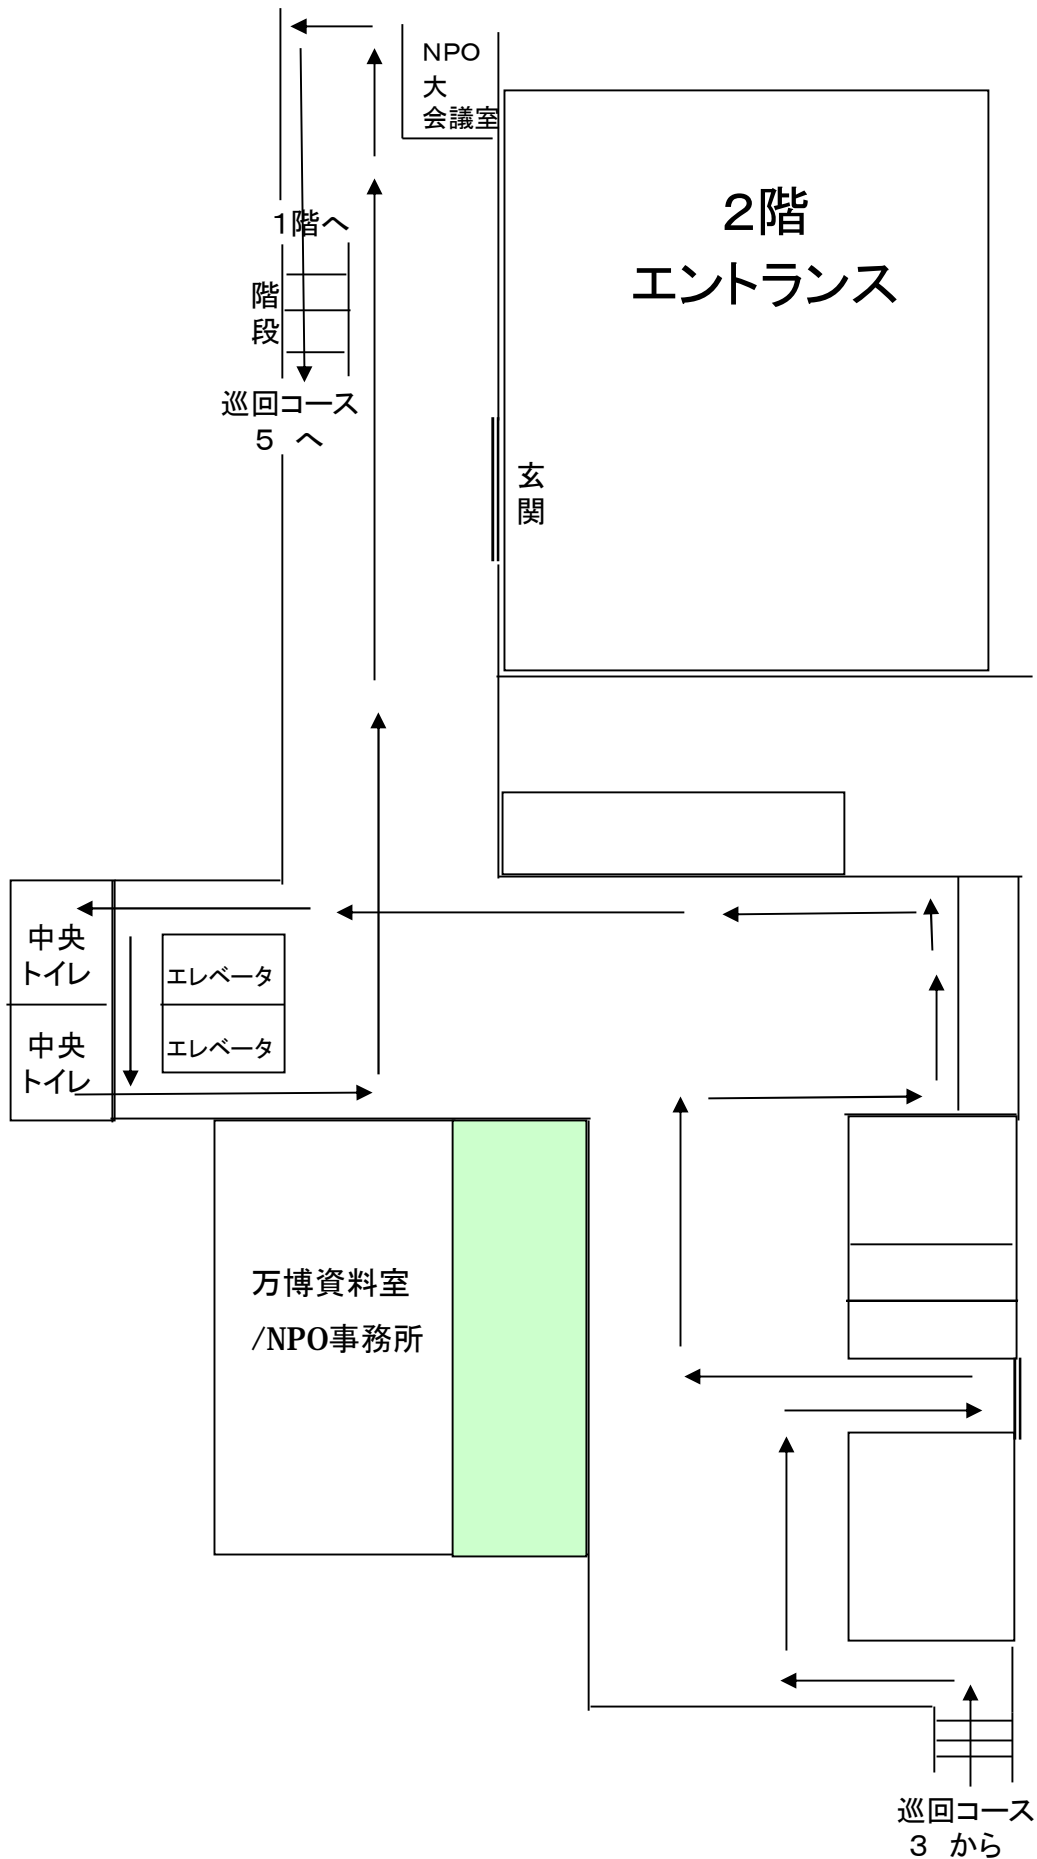 NPO
大
会議室
2階
エントランス
1階へ
階
段
巡回コース
5 へ
玄
関
中央
トイレ
エレベータ
中央
トイレ
エレベータ
万博資料室
/NPO事務所
巡回コース
3 から